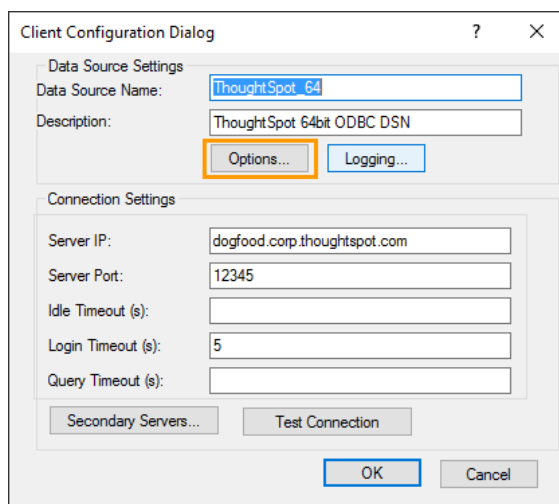 Client Configuration Dialog ?
Data Source Settings
Data Source Name: ThoughtSpot_64
Description: ThoughtSpot 64bit ODBC DSN
Options... Logging...
Connection Settings
Server IP: dogfood.corp.thoughtspot.com
Server Port: 12345
Idle Timeout (s):
Login Timeout (s): 5
Query Timeout (s):
Secondary Servers... Test Connection
OK Cancel